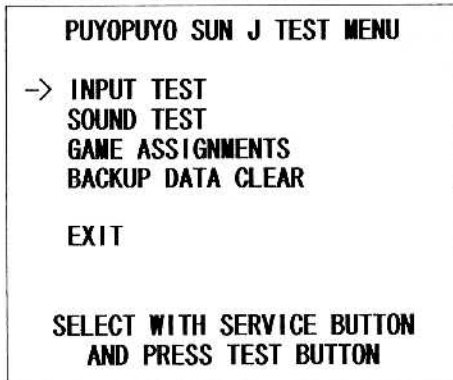 PUYOPUYO SUN J TEST MENU
-> INPUT TEST
SOUND TEST
GAME ASSIGNMENTS
BACKUP DATA CLEAR
EXIT
SELECT WITH SERVICE BUTTON
AND PRESS TEST BUTTON